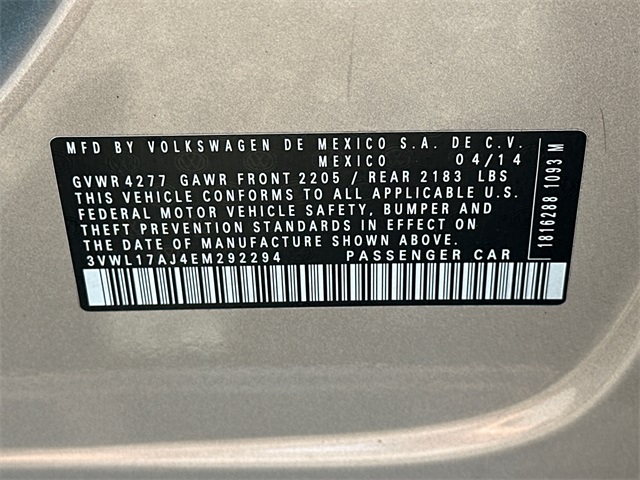 MFD BY VOLKSWAGEN DE MEXICO S.A. DE C.V.
MEXICO 04/14
GVWR 4277 GAWR FRONT 2205 / REAR 2183 LBS
THIS VEHICLE CONFORMS TO ALL APPLICABLE U.S.
FEDERAL MOTOR VEHICLE SAFETY, BUMPER AND
THEFT PREVENTION STANDARDS IN EFFECT ON
THE DATE OF MANUFACTURE SHOWN ABOVE.
3VWL17AJ4EM292294 PASSENGER CAR
1816288 1093 M